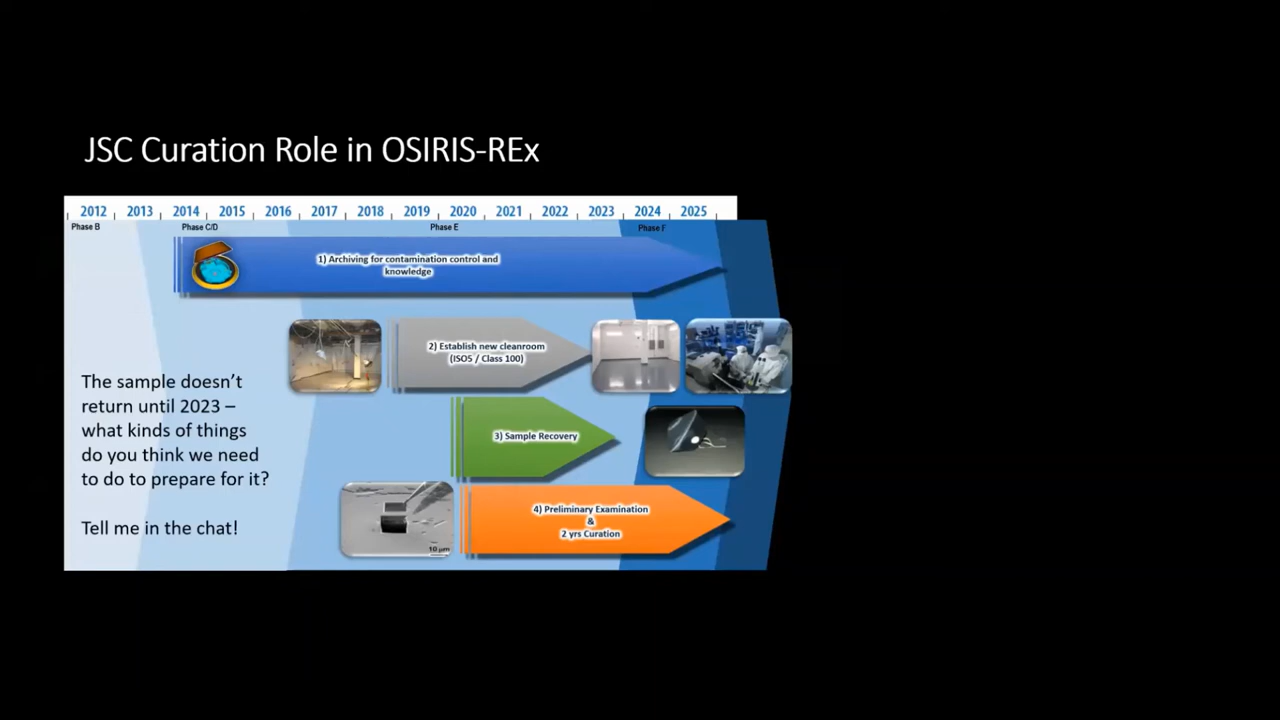 JSC Curation Role in OSIRIS-REx
2012 2013 2014 2015 2016 2017 2018 2019 2020 2021 2022 2023 2024 2025
Phase B Phase C/D Phase E Phase F
1) Archiving for contamination control and
knowledge
2) Establish new cleanroom
(ISO5 / Class 100)
The sample doesn't
return until 2023 –
what kinds of things
do you think we need
to do to prepare for it?
Tell me in the chat!
3) Sample Recovery
4) Preliminary Examination
&
2 yrs Curation
10 µm